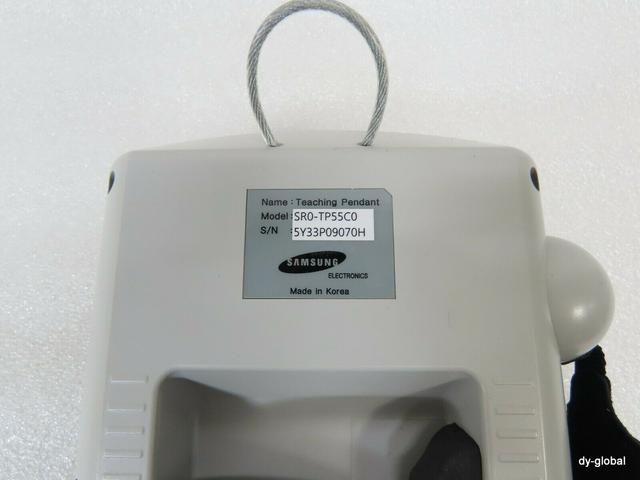 Name : Teaching Pendant
Model : SR0-TP55C0
S/N : 5Y33P09070H
SAMSUNG
ELECTRONICS
Made in Korea
dy-global